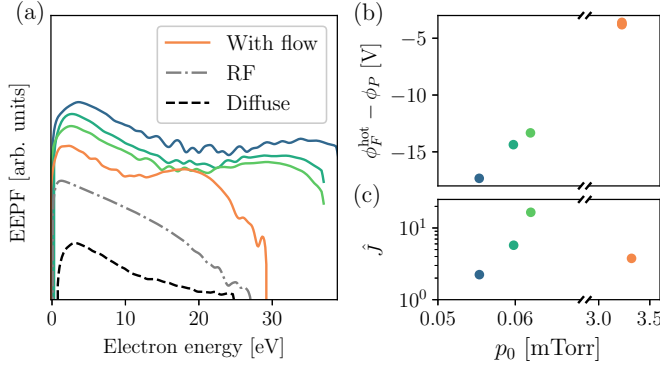 (a)
With flow
RF
Diffuse
EEPF [arb. units]
0
10
20
30
Electron energy [eV]
(b)
−5
−10
−15
ϕ_F^hot − ϕ_P [V]
(c)
10^1
10^0
Ĵ
0.05
0.06
3.0
3.5
p_0 [mTorr]